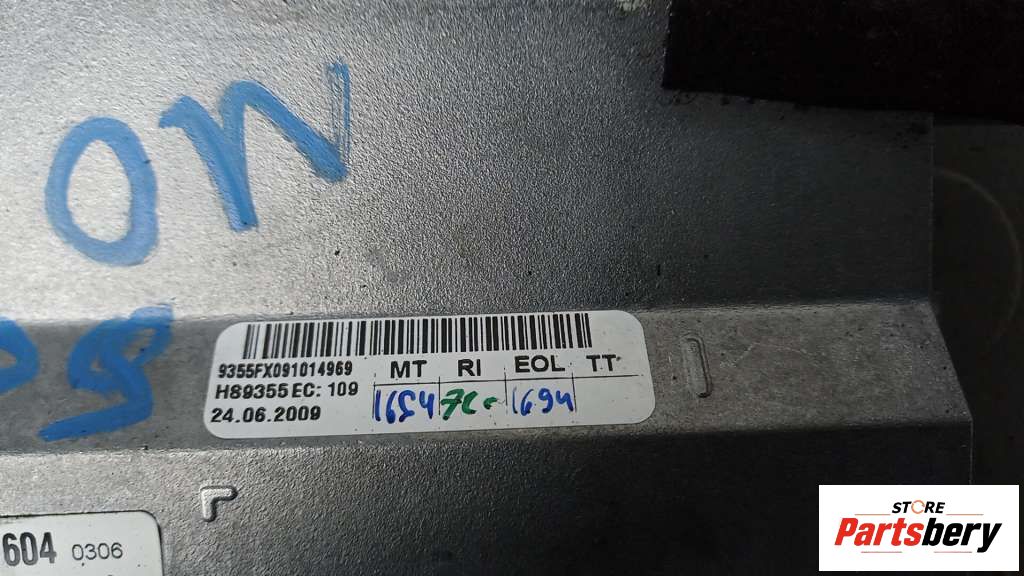 NO
9355FX091014969 MT RI EOL TT
H89355 EC: 109
24.06.2009 1654 1694
604 0306
STORE
Partsbery